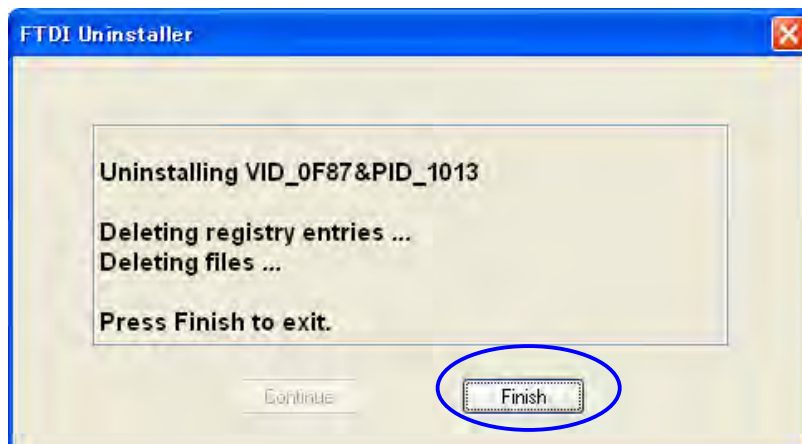 FTDI Uninstaller
Uninstalling VID_0F87&PID_1013
Deleting registry entries ...
Deleting files ...
Press Finish to exit.
Continue
Finish